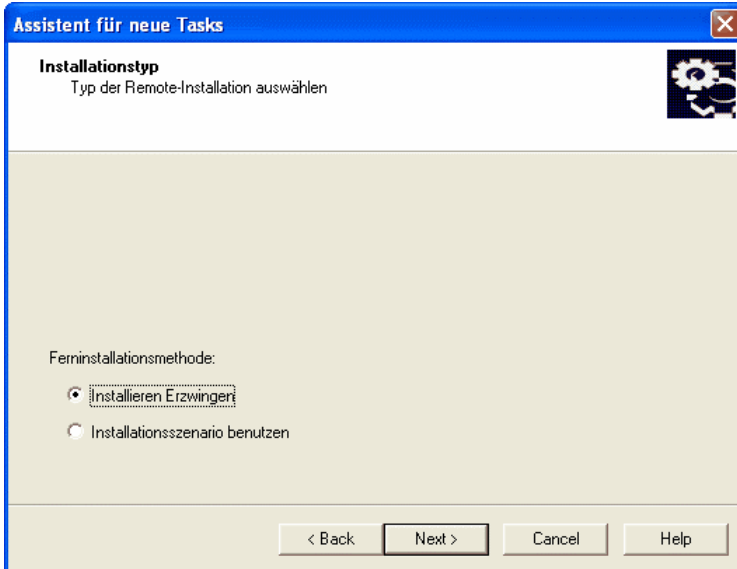 Assistent für neue Tasks
Installationstyp
Typ der Remote-Installation auswählen
Ferninstallationsmethode:
Installieren Erzwingen
Installationsszenario benutzen
< Back Next > Cancel Help